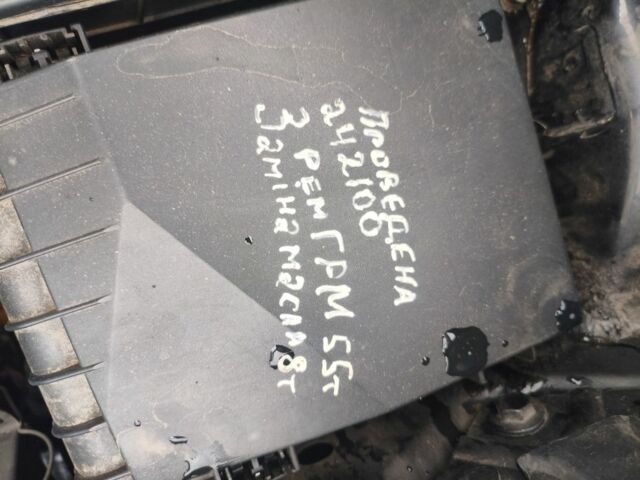 ПРОВЕДЕНА
242100
РЕМ ГРМ 55т
Заміна масла 8т